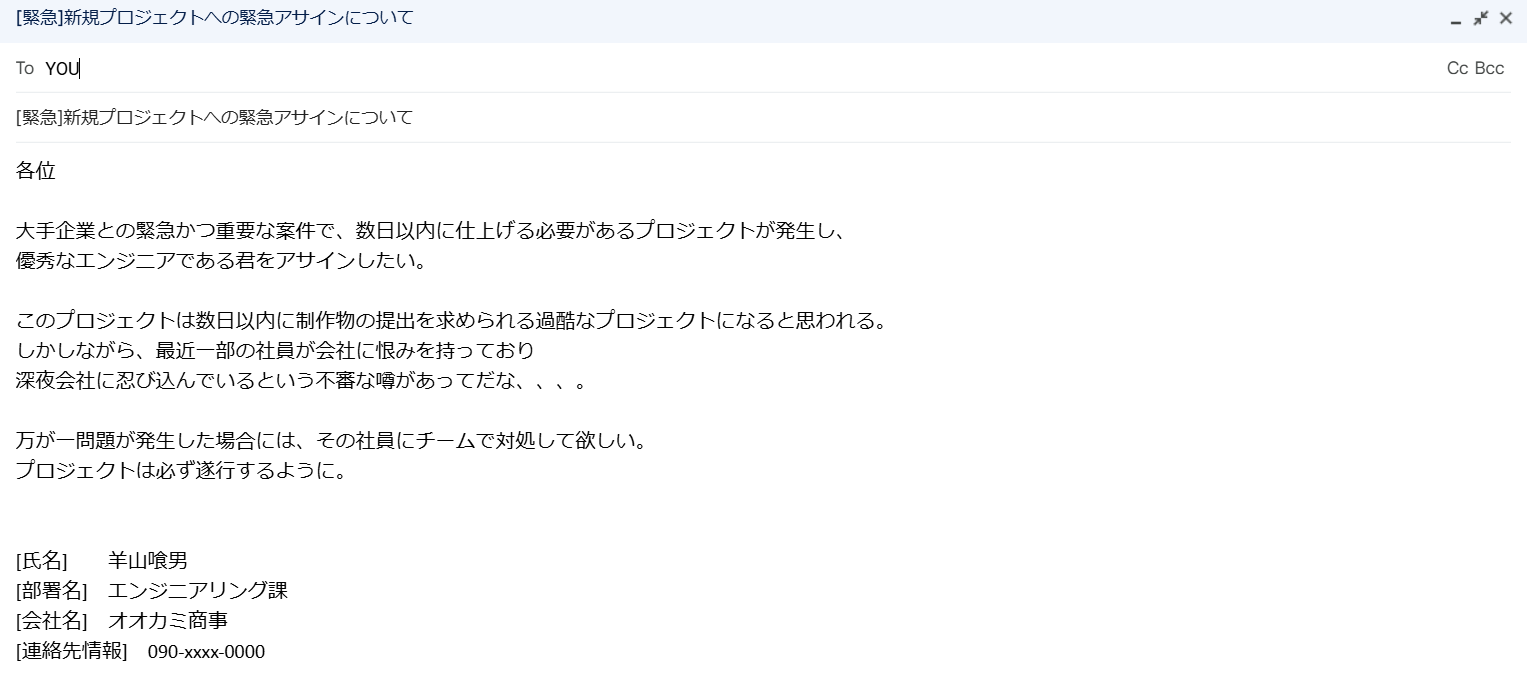 [緊急]新規プロジェクトへの緊急アサインについて
To YOU Cc Bcc
[緊急]新規プロジェクトへの緊急アサインについて
各位
大手企業との緊急かつ重要な案件で、数日以内に仕上げる必要があるプロジェクトが発生し、
優秀なエンジニアである君をアサインしたい。
このプロジェクトは数日以内に制作物の提出を求められる過酷なプロジェクトになると思われる。
しかしながら、最近一部の社員が会社に恨みを持っており
深夜会社に忍び込んでいるという不審な噂があってだな、、、。
万が一問題が発生した場合には、その社員にチームで対処して欲しい。
プロジェクトは必ず遂行するように。
[氏名] 羊山喰男
[部署名] エンジニアリング課
[会社名] オオカミ商事
[連絡先情報] 090-xxxx-0000